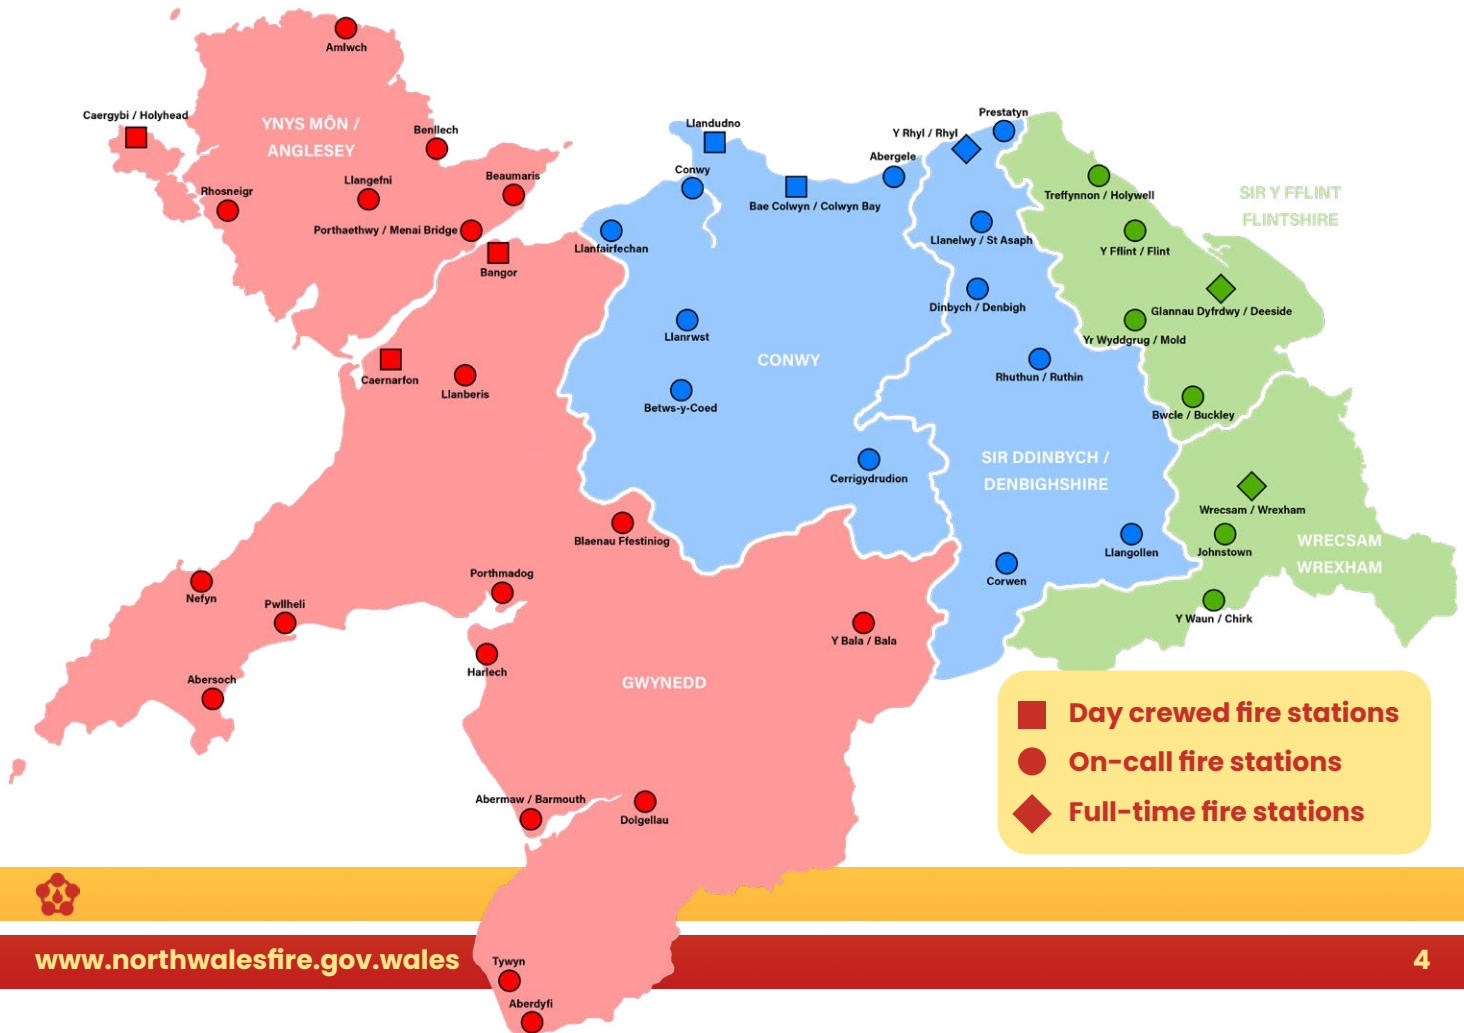 Amlwch
Caergybi / Holyhead
YNYS MÔN /
ANGLESEY
Benllech
Llangefni
Beaumaris
Rhosneigr
Porthaethwy / Menai Bridge
Bangor
Caernarfon
Llanberis
Llandudno
Conwy
Abergele
Bae Colwyn / Colwyn Bay
Llanfairfechan
Llanrwst
CONWY
Betws-y-Coed
Cerrigydrudion
Y Rhyl / Rhyl
Prestatyn
Llanelwy / St Asaph
Dinbych / Denbigh
Rhuthun / Ruthin
SIR DDINBYCH /
DENBIGHSHIRE
Llangollen
Corwen
Treffynnon / Holywell
SIR Y FFLINT
FLINTSHIRE
Y Fflint / Flint
Glannau Dyfrdwy / Deeside
Yr Wyddgrug / Mold
Bwcle / Buckley
Wrecsam / Wrexham
Johnstown
WRECSAM
WREXHAM
Y Waun / Chirk
Blaenau Ffestiniog
Porthmadog
Nefyn
Pwllheli
Y Bala / Bala
Harlech
Abersoch
GWYNEDD
Abermaw / Barmouth
Dolgellau
Tywyn
Aberdyfi
Day crewed fire stations
On-call fire stations
Full-time fire stations
www.northwalesfire.gov.wales
4